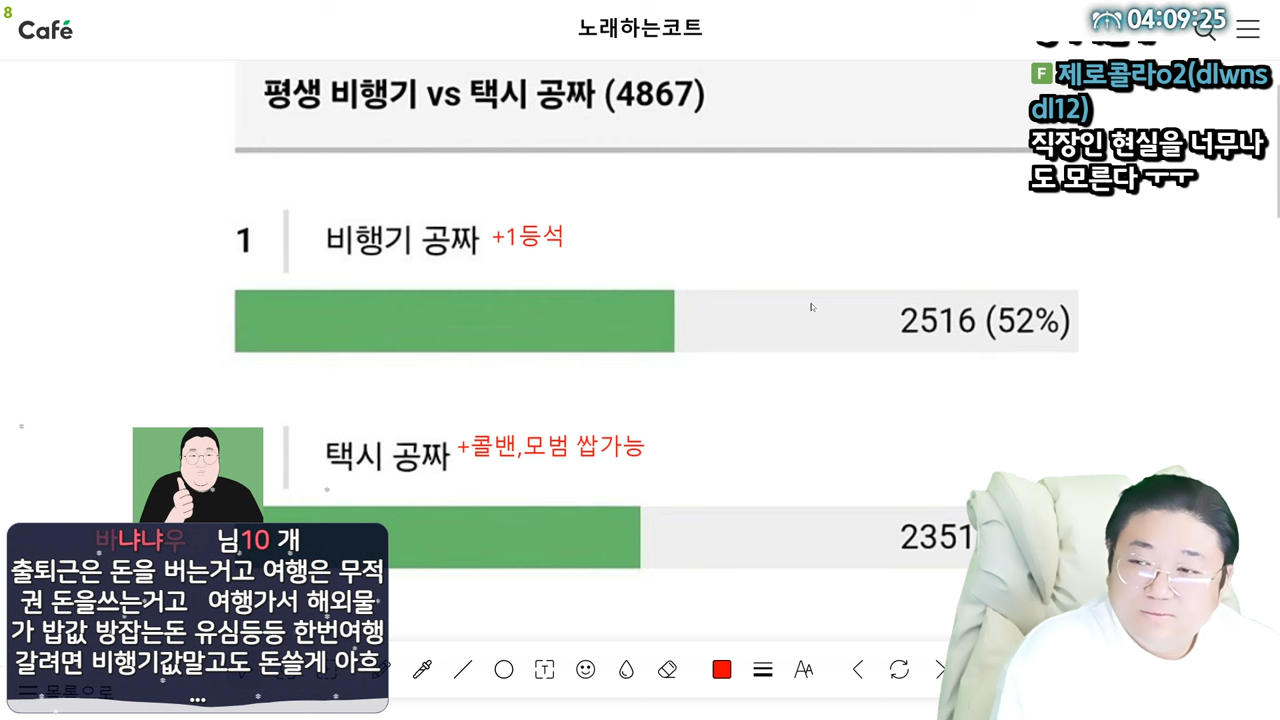 8
Café
노래하는코트
04:09:25
평생 비행기 vs 택시 공짜 (4867)
F 제로콜라o2(dlwns
dl12)
직장인 현실을 너무나
도 모른다 ㅜㅜ
1
비행기 공짜 +1등석
2516 (52%)
택시 공짜 +콜밴,모범 쌉가능
2351
바냐냐우 님10 개
출퇴근은 돈을 버는거고 여행은 무적
권 돈을쓰는거고 여행가서 해외물
가 밥값 방잡는돈 유심등등 한번여행
갈려면 비행기값말고도 돈쓸게 아흐
...
목록으로